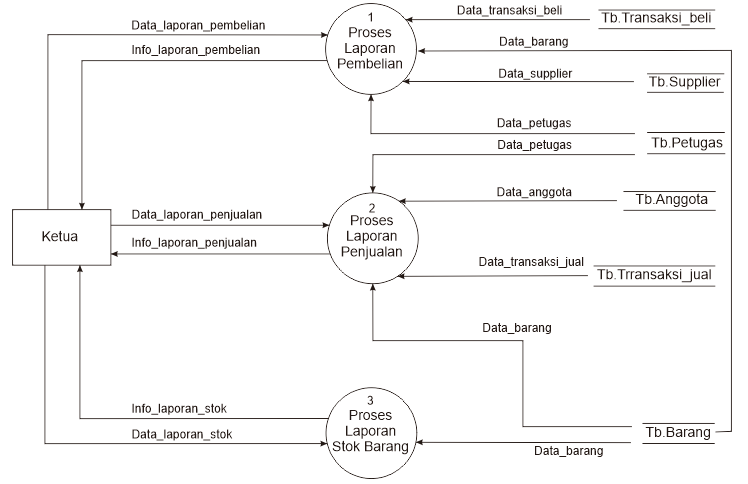 1
Proses
Laporan
Pembelian
Data_transaksi_beli
Tb.Transaksi_beli
Data_laporan_pembelian
Data_barang
Info_laporan_pembelian
Data_supplier
Tb.Supplier
Data_petugas
Tb.Petugas
Data_petugas
Data_anggota
Tb.Anggota
2
Proses
Laporan
Penjualan
Data_laporan_penjualan
Ketua
Info_laporan_penjualan
Data_transaksi_jual
Tb.Trransaksi_jual
Data_barang
3
Proses
Laporan
Stok Barang
Info_laporan_stok
Data_laporan_stok
Tb.Barang
Data_barang